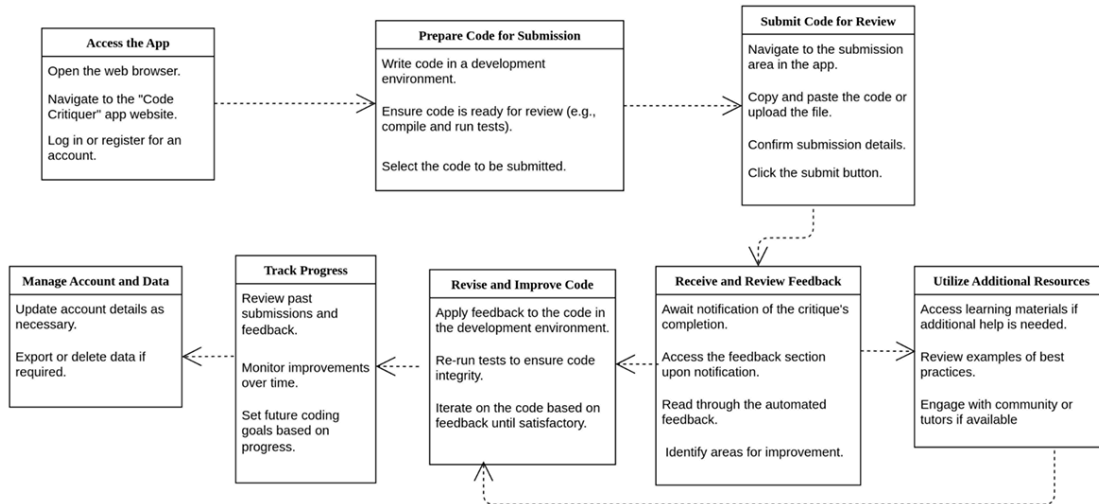 Access the App
Open the web browser.
Navigate to the "Code
Critiquer" app website.
Log in or register for an
account.
Prepare Code for Submission
Write code in a development
environment.
Ensure code is ready for review (e.g.,
compile and run tests).
Select the code to be submitted.
Submit Code for Review
Navigate to the submission
area in the app.
Copy and paste the code or
upload the file.
Confirm submission details.
Click the submit button.
Manage Account and Data
Update account details as
necessary.
Export or delete data if
required.
Track Progress
Review past
submissions and
feedback.
Monitor improvements
over time.
Set future coding
goals based on
progress.
Revise and Improve Code
Apply feedback to the code in
the development environment.
Re-run tests to ensure code
integrity.
Iterate on the code based on
feedback until satisfactory.
Receive and Review Feedback
Await notification of the critique's
completion.
Access the feedback section
upon notification.
Read through the automated
feedback.
Identify areas for improvement.
Utilize Additional Resources
Access learning materials if
additional help is needed.
Review examples of best
practices.
Engage with community or
tutors if available